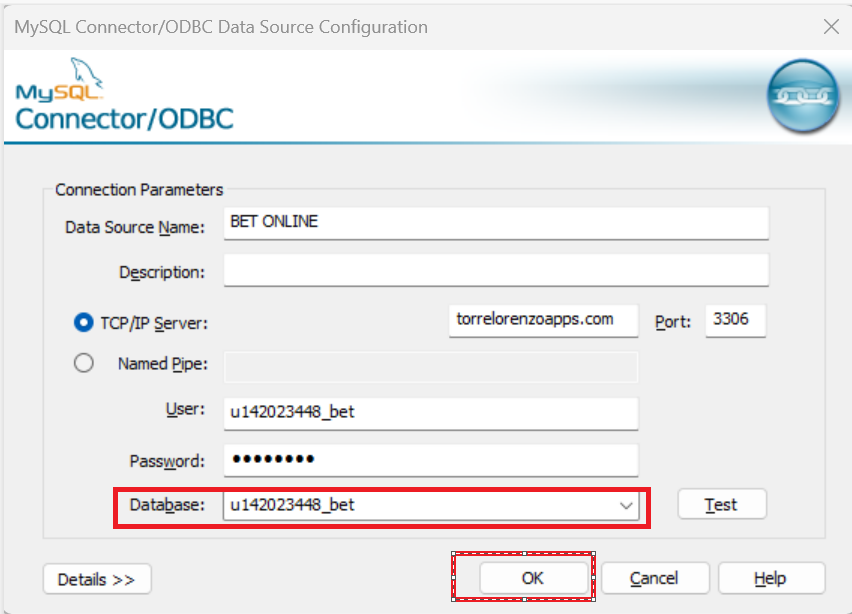 MySQL Connector/ODBC Data Source Configuration
MySQL
Connector/ODBC
Connection Parameters
Data Source Name: BET ONLINE
Description:
TCP/IP Server: torrelorenzoapps.com Port: 3306
Named Pipe:
User: u142023448_bet
Password: ••••••••
Database: u142023448_bet Test
Details >> OK Cancel Help